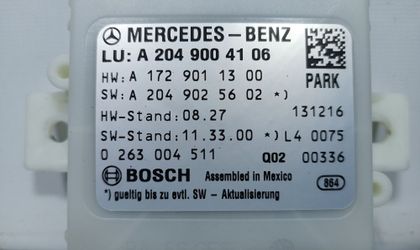 MERCEDES-BENZ
LU: A 204 900 41 06
HW: A 172 901 13 00
SW: A 204 902 56 02 *)
PARK
HW-Stand: 08.27
131216
SW-Stand: 11.33.00 *) L4 0075
0 263 004 511
Q02 00336
BOSCH Assembled in Mexico
864
*) gueltig bis zu evtl. SW - Aktualisierung